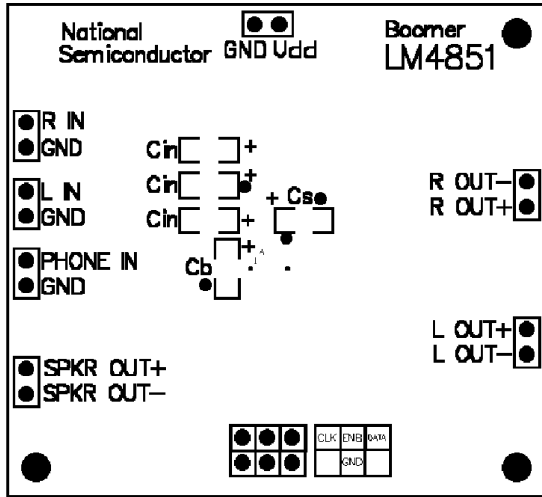 National
Semiconductor
GND Vdd
Boomer
LM4851
R IN
GND
Cin
+
Cin
+
L IN
GND
Cin
+
+ Cs
R OUT-
R OUT+
PHONE IN
GND
Cb
+
L OUT+
L OUT-
SPKR OUT+
SPKR OUT-
CLK ENB DATA
GND